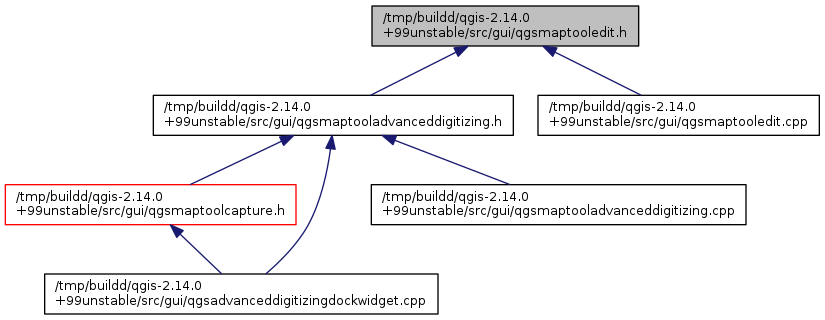 /tmp/buildd/qgis-2.14.0
+99unstable/src/gui/qgsmaptooledit.h
/tmp/buildd/qgis-2.14.0
+99unstable/src/gui/qgsmaptooladvanceddigitizing.h
/tmp/buildd/qgis-2.14.0
+99unstable/src/gui/qgsmaptooledit.cpp
/tmp/buildd/qgis-2.14.0
+99unstable/src/gui/qgsmaptoolcapture.h
/tmp/buildd/qgis-2.14.0
+99unstable/src/gui/qgsmaptooladvanceddigitizing.cpp
/tmp/buildd/qgis-2.14.0
+99unstable/src/gui/qgsadvanceddigitizingdockwidget.cpp